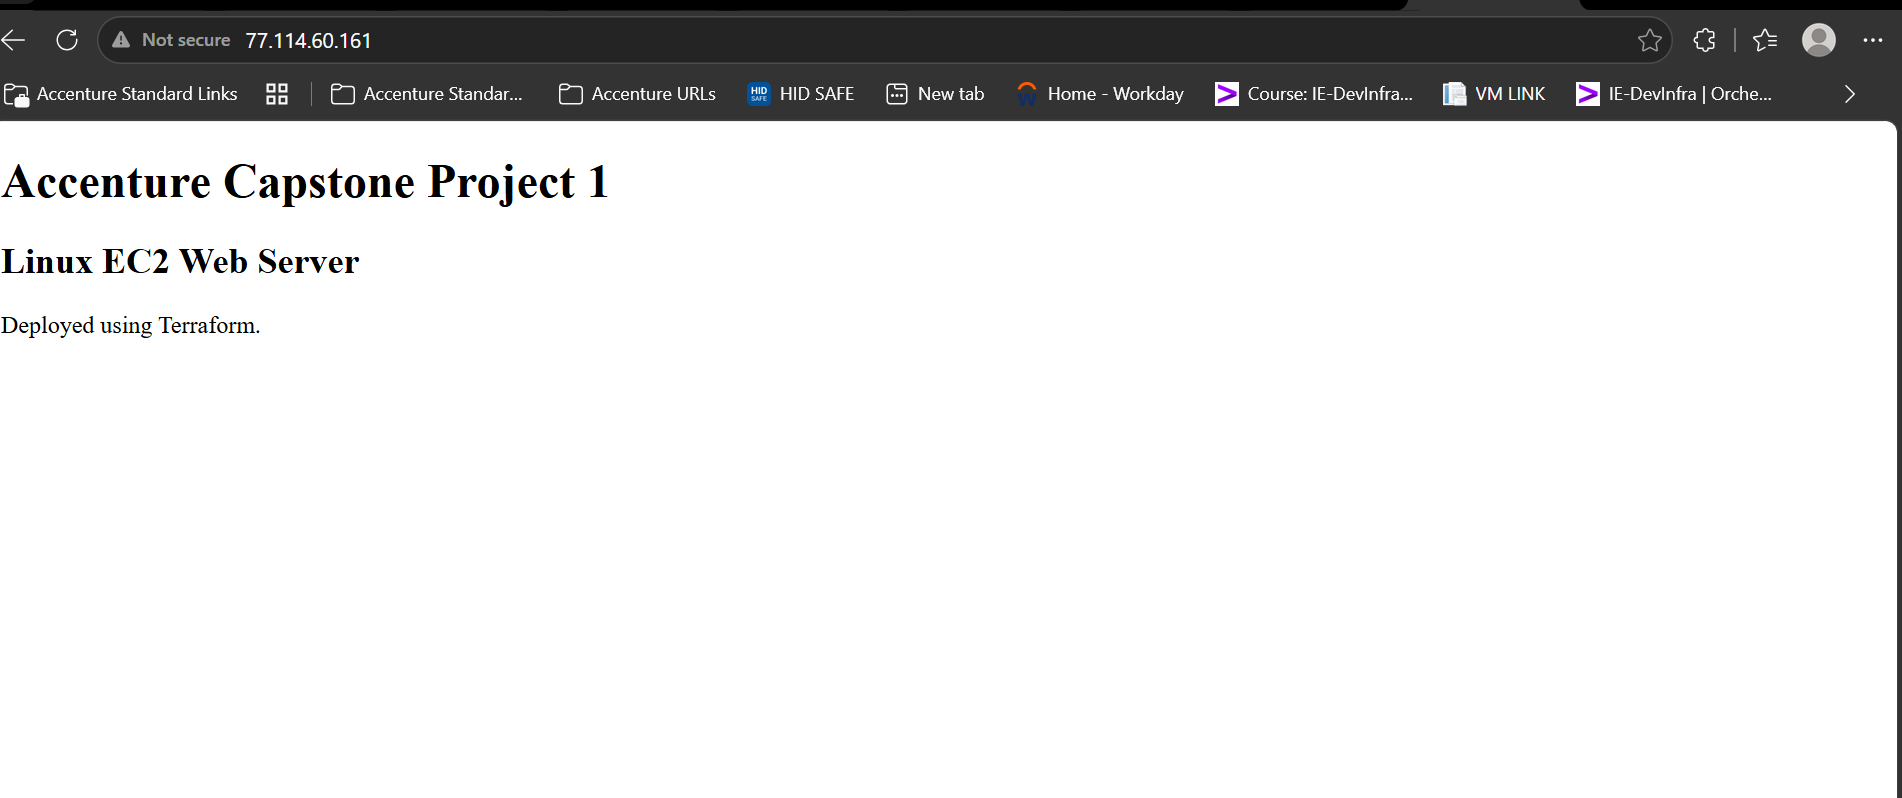 Not secure 77.114.60.161
Accenture Standard Links Accenture Standar... Accenture URLs HID SAFE HID SAFE New tab Home - Workday Course: IE-DevInfra... VM LINK IE-DevInfra | Orche...
Accenture Capstone Project 1
Linux EC2 Web Server
Deployed using Terraform.